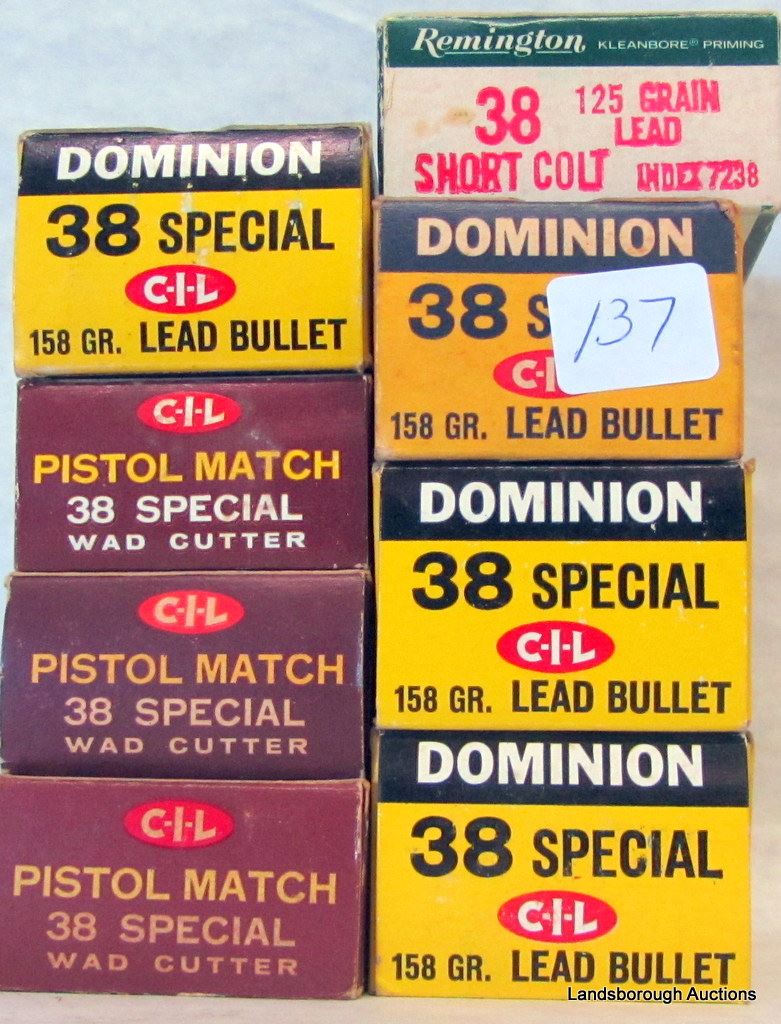 DOMINION
38 SPECIAL
C-I-L
158 GR. LEAD BULLET
C-I-L
PISTOL MATCH
38 SPECIAL
WAD CUTTER
C-I-L
PISTOL MATCH
38 SPECIAL
WAD CUTTER
C-I-L
PISTOL MATCH
38 SPECIAL
WAD CUTTER
Remington® KLEANBORE® PRIMING
38 125 GRAIN
LEAD
SHORT COLT INDEX 7238
DOMINION
38 S
137
C-I
158 GR. LEAD BULLET
DOMINION
38 SPECIAL
C-I-L
158 GR. LEAD BULLET
DOMINION
38 SPECIAL
C-I-L
158 GR. LEAD BULLET
Landsborough Auctions